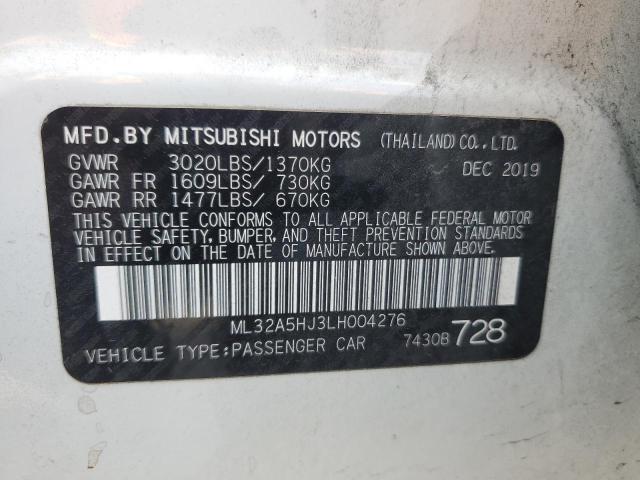 MFD.BY MITSUBISHI MOTORS (THAILAND) CO., LTD.
GVWR 3020LBS/1370KG DEC 2019
GAWR FR 1609LBS/ 730KG
GAWR RR 1477LBS/ 670KG
THIS VEHICLE CONFORMS TO ALL APPLICABLE FEDERAL MOTOR
VEHICLE SAFETY, BUMPER, AND THEFT PREVENTION STANDARDS
IN EFFECT ON THE DATE OF MANUFACTURE SHOWN ABOVE.
ML32A5HJ3LH004276
VEHICLE TYPE:PASSENGER CAR 74308 728